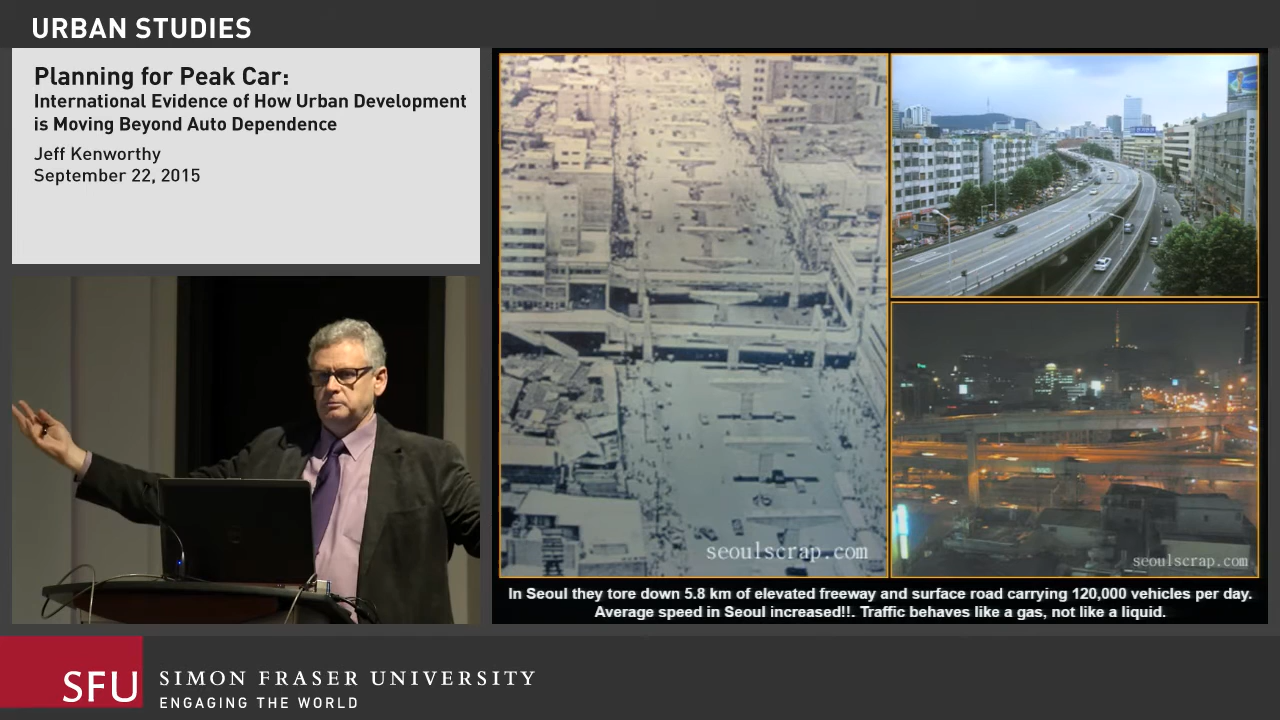 URBAN STUDIES
Planning for Peak Car:
International Evidence of How Urban Development
is Moving Beyond Auto Dependence
Jeff Kenworthy
September 22, 2015
seoulscrap.com
seoulscrap.com
In Seoul they tore down 5.8 km of elevated freeway and surface road carrying 120,000 vehicles per day.
Average speed in Seoul increased!!. Traffic behaves like a gas, not like a liquid.
SFU
SIMON FRASER UNIVERSITY
ENGAGING THE WORLD